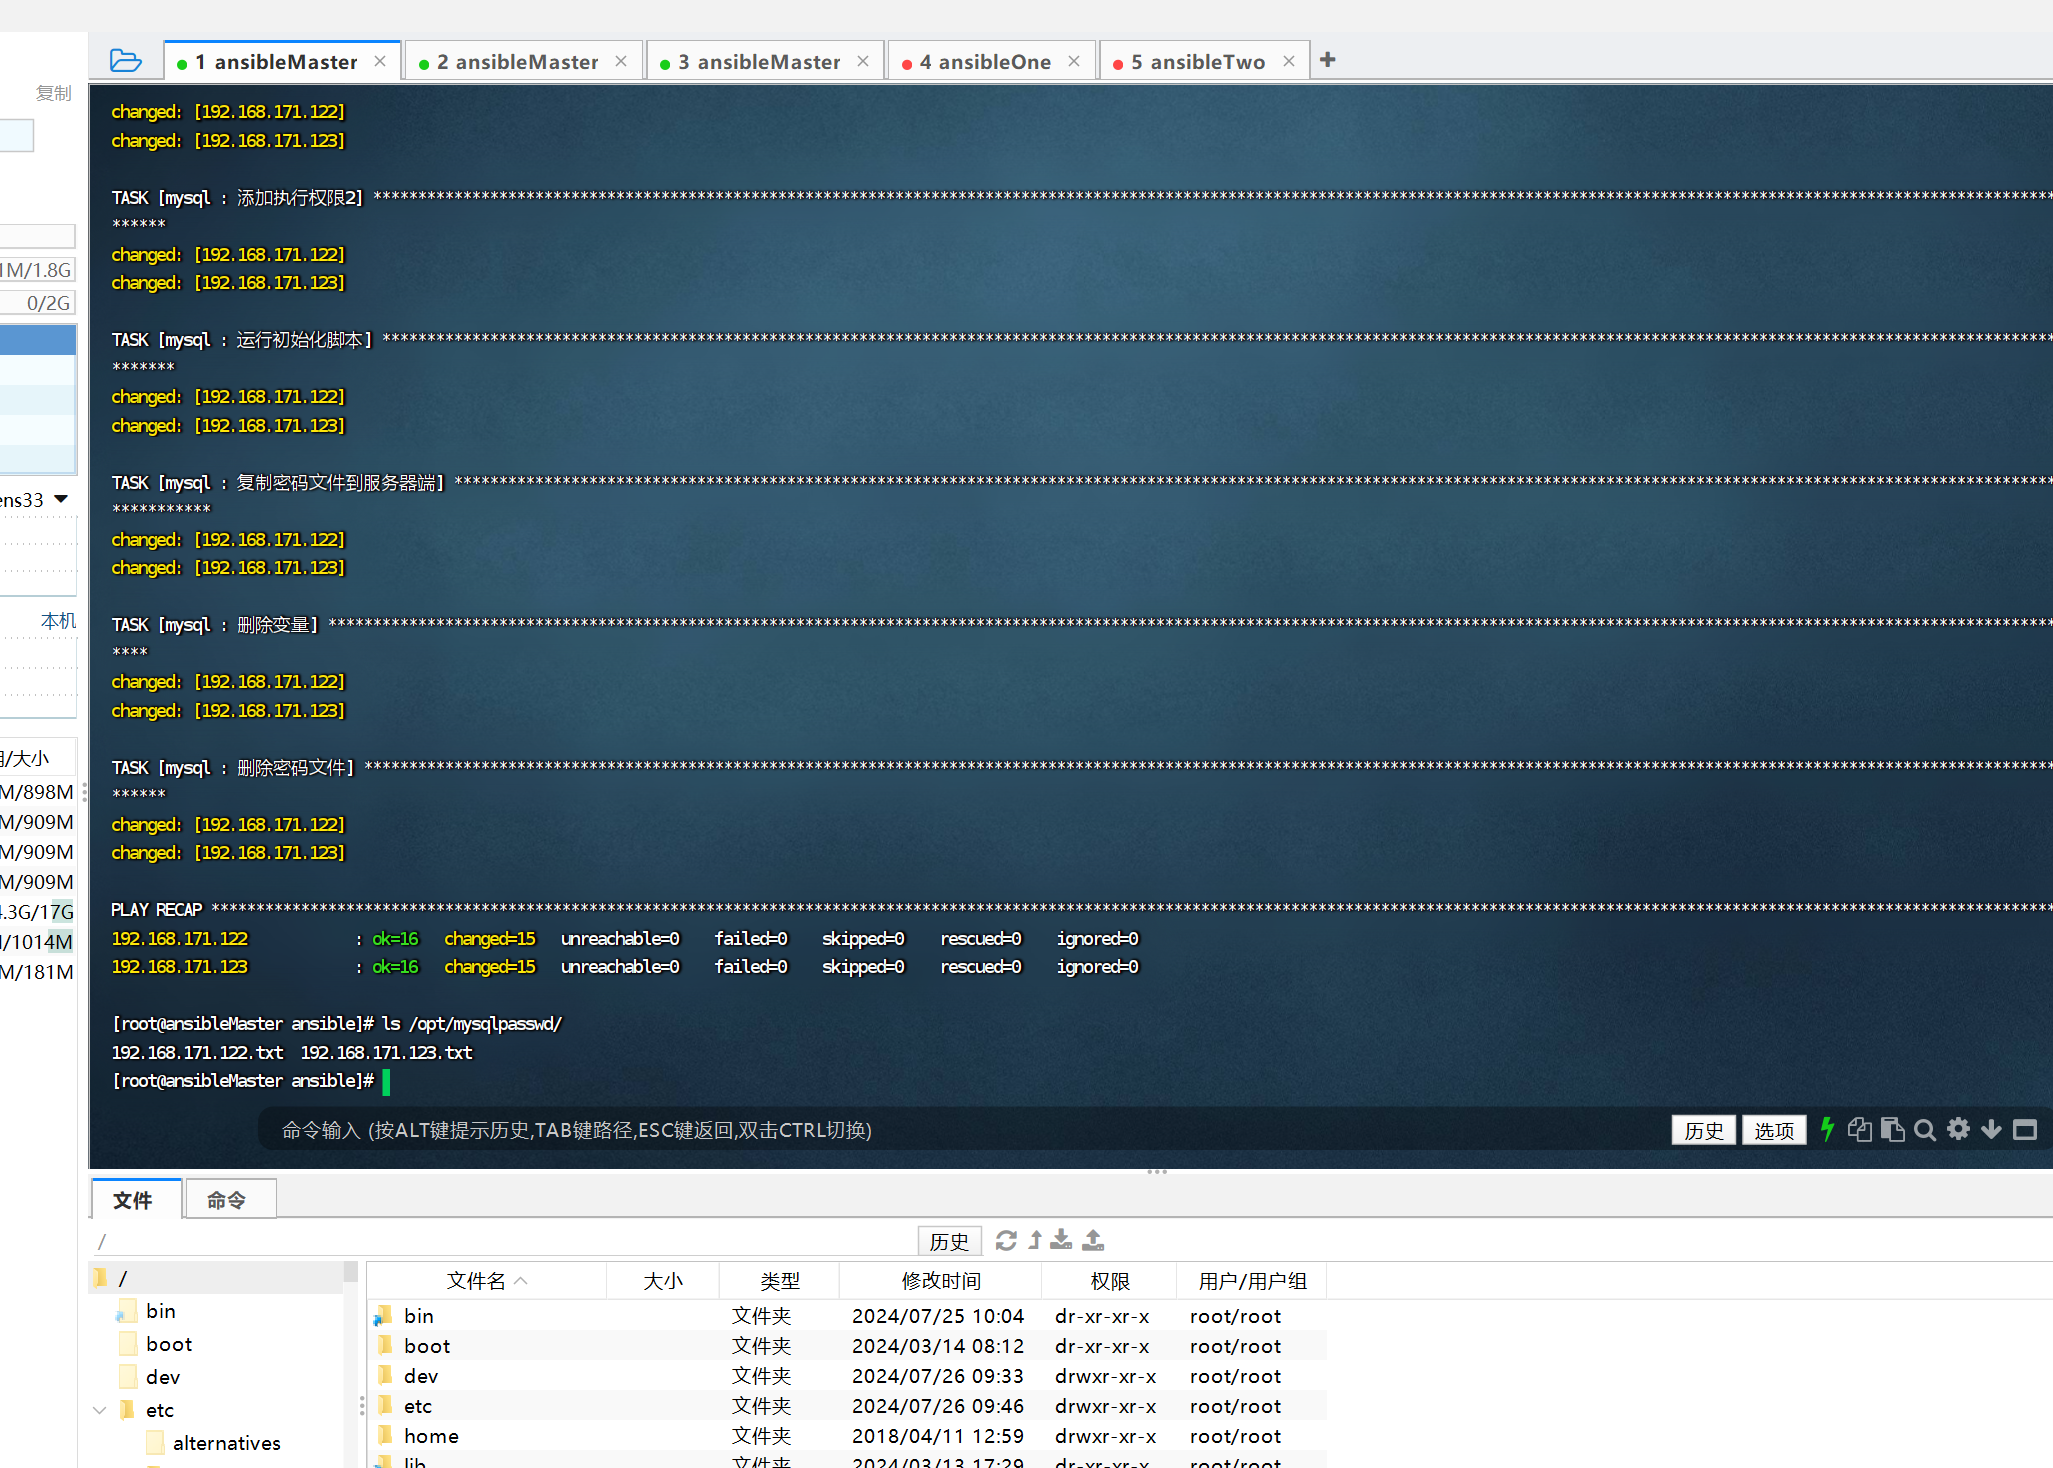 1 ansibleMaster
2 ansibleMaster
3 ansibleMaster
4 ansibleOne
5 ansibleTwo
复制
1M/1.8G
0/2G
ens33
本机
/大小
M/898M
M/909M
M/909M
M/909M
.3G/17G
/1014M
M/181M
changed: [192.168.171.122]
changed: [192.168.171.123]
TASK [mysql : 添加执行权限2] ****************************************************************
******
changed: [192.168.171.122]
changed: [192.168.171.123]
TASK [mysql : 运行初始化脚本] ****************************************************************
*******
changed: [192.168.171.122]
changed: [192.168.171.123]
TASK [mysql : 复制密码文件到服务器端] ****************************************************************
***********
changed: [192.168.171.122]
changed: [192.168.171.123]
TASK [mysql : 删除变量] ****************************************************************
****
changed: [192.168.171.122]
changed: [192.168.171.123]
TASK [mysql : 删除密码文件] ****************************************************************
******
changed: [192.168.171.122]
changed: [192.168.171.123]
PLAY RECAP ****************************************************************
192.168.171.122 : ok=16 changed=15 unreachable=0 failed=0 skipped=0 rescued=0 ignored=0
192.168.171.123 : ok=16 changed=15 unreachable=0 failed=0 skipped=0 rescued=0 ignored=0
[root@ansibleMaster ansible]# ls /opt/mysqlpasswd/
192.168.171.122.txt 192.168.171.123.txt
[root@ansibleMaster ansible]#
命令输入 (按ALT键提示历史,TAB键路径,ESC键返回,双击CTRL切换)
历史 选项
文件 命令
/
历史
/
bin
boot
dev
etc
alternatives
文件名 大小 类型 修改时间 权限 用户/用户组
bin 文件夹 2024/07/25 10:04 dr-xr-xr-x root/root
boot 文件夹 2024/03/14 08:12 dr-xr-xr-x root/root
dev 文件夹 2024/07/26 09:33 drwxr-xr-x root/root
etc 文件夹 2024/07/26 09:46 drwxr-xr-x root/root
home 文件夹 2018/04/11 12:59 drwxr-xr-x root/root
lib 文件夹 2024/03/13 17:29 dr-xr-xr-x root/root